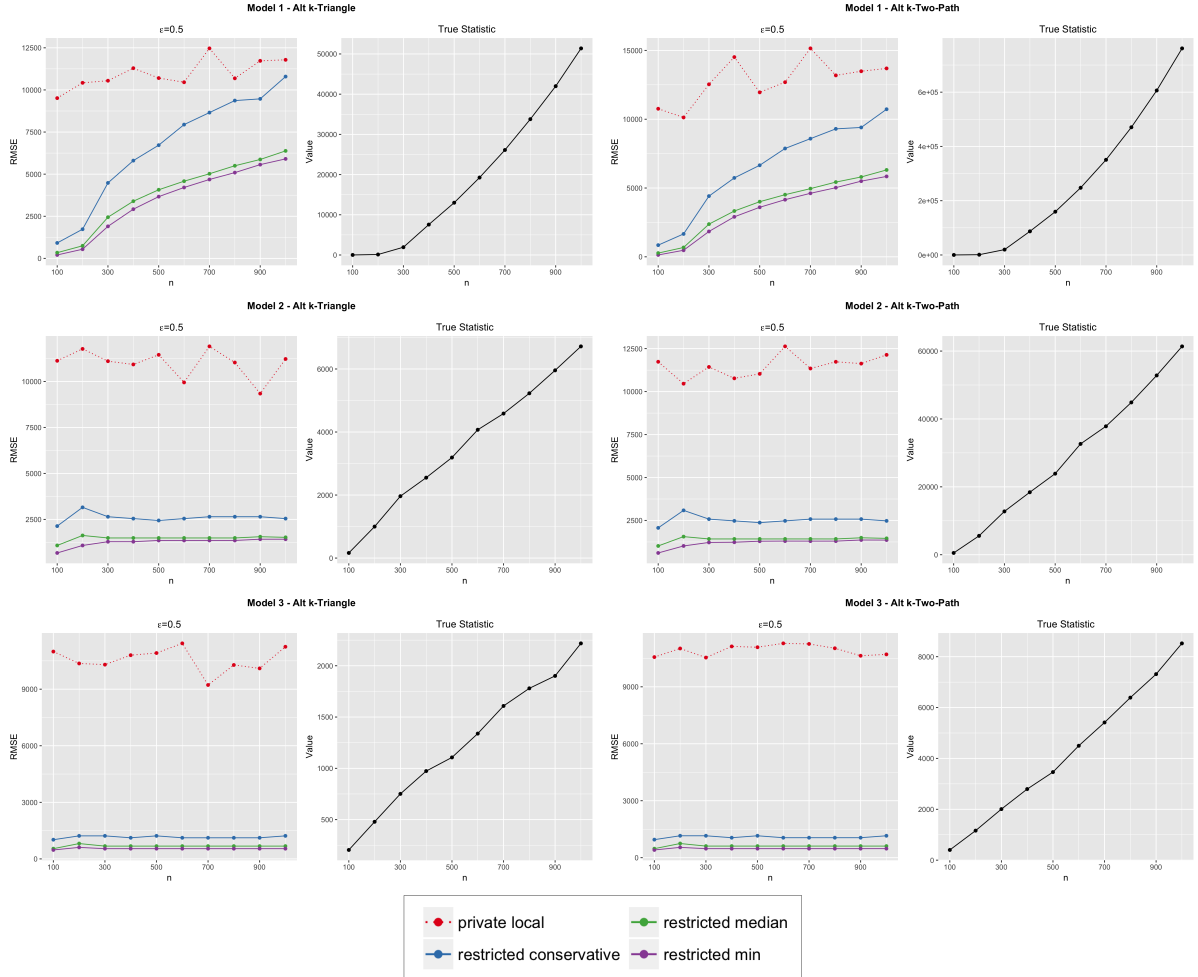 Model 1 - Alt k-Triangle
ε=0.5
RMSE
12500
10000
7500
5000
2500
0
100 300 500 700 900
n
True Statistic
Value
50000
40000
30000
20000
10000
0
100 300 500 700 900
n
Model 1 - Alt k-Two-Path
ε=0.5
RMSE
15000
10000
5000
0
100 300 500 700 900
n
True Statistic
Value
6e+05
4e+05
2e+05
0e+00
100 300 500 700 900
n
Model 2 - Alt k-Triangle
ε=0.5
RMSE
10000
7500
5000
2500
100 300 500 700 900
n
True Statistic
Value
6000
4000
2000
0
100 300 500 700 900
n
Model 2 - Alt k-Two-Path
ε=0.5
RMSE
12500
10000
7500
5000
2500
100 300 500 700 900
n
True Statistic
Value
60000
40000
20000
0
100 300 500 700 900
n
Model 3 - Alt k-Triangle
ε=0.5
RMSE
9000
6000
3000
0
100 300 500 700 900
n
True Statistic
Value
2000
1500
1000
500
100 300 500 700 900
n
Model 3 - Alt k-Two-Path
ε=0.5
RMSE
9000
6000
3000
0
100 300 500 700 900
n
True Statistic
Value
8000
6000
4000
2000
0
100 300 500 700 900
n
private local
restricted conservative
restricted median
restricted min